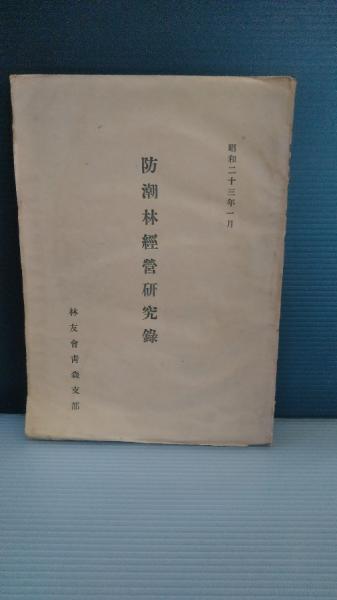 昭和二十三年一月
防潮林經營研究錄
林友會靑森支部